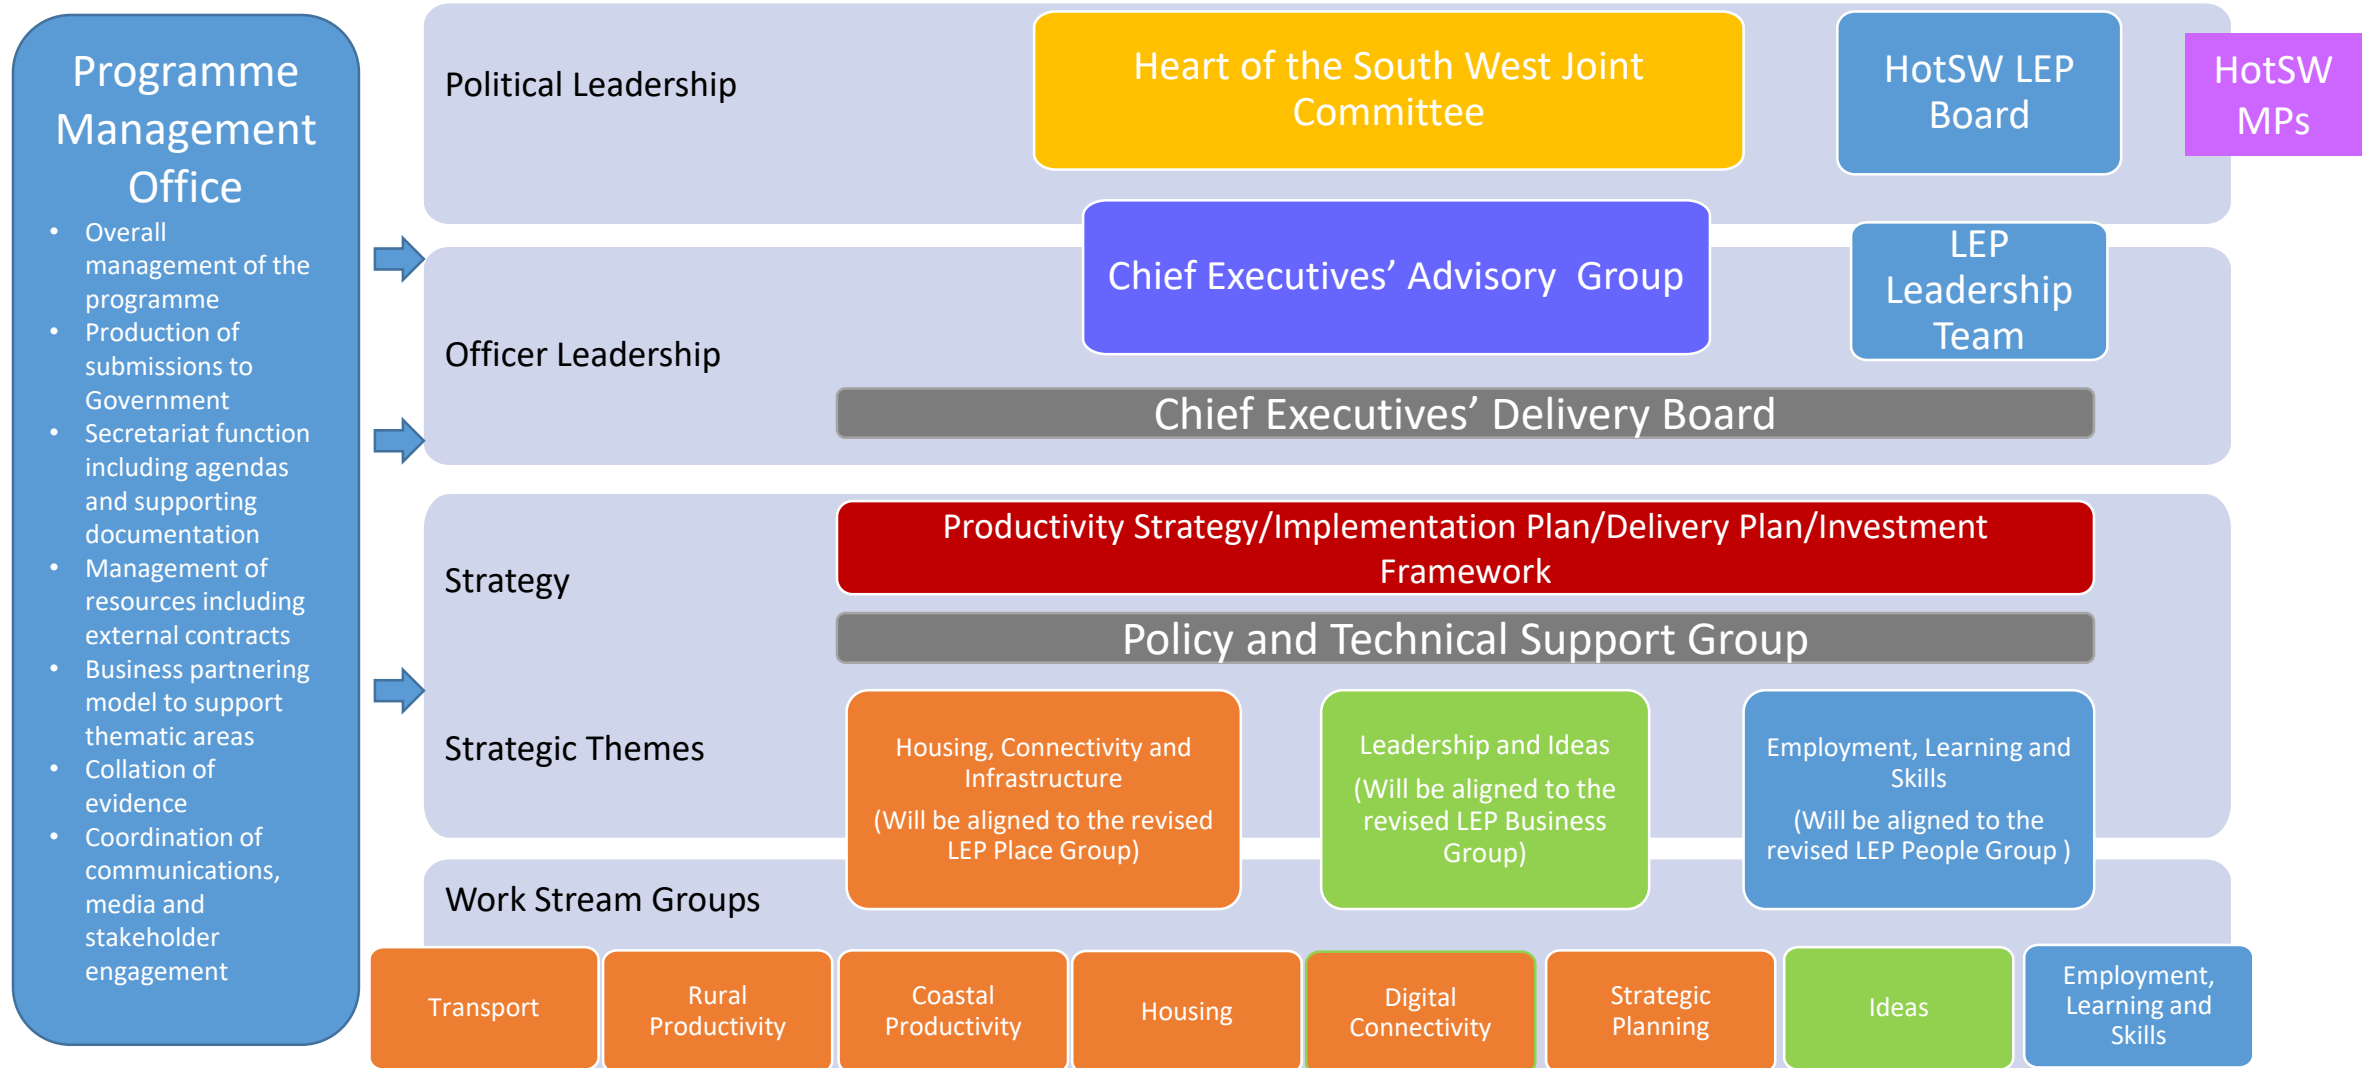 Programme
Management
Office
• Overall
management of the
programme
• Production of
submissions to
Government
• Secretariat function
including agendas
and supporting
documentation
• Management of
resources including
external contracts
• Business partnering
model to support
thematic areas
• Collation of
evidence
• Coordination of
communications,
media and
stakeholder
engagement
Political Leadership
Heart of the South West Joint
Committee
HotSW LEP
Board
HotSW
MPs
Officer Leadership
Chief Executives’ Advisory Group
LEP
Leadership
Team
Chief Executives’ Delivery Board
Strategy
Productivity Strategy/Implementation Plan/Delivery Plan/Investment
Framework
Policy and Technical Support Group
Strategic Themes
Housing, Connectivity and
Infrastructure
(Will be aligned to the revised
LEP Place Group)
Leadership and Ideas
(Will be aligned to the
revised LEP Business
Group)
Employment, Learning and
Skills
(Will be aligned to the
revised LEP People Group )
Work Stream Groups
Transport
Rural
Productivity
Coastal
Productivity
Housing
Digital
Connectivity
Strategic
Planning
Ideas
Employment,
Learning and
Skills